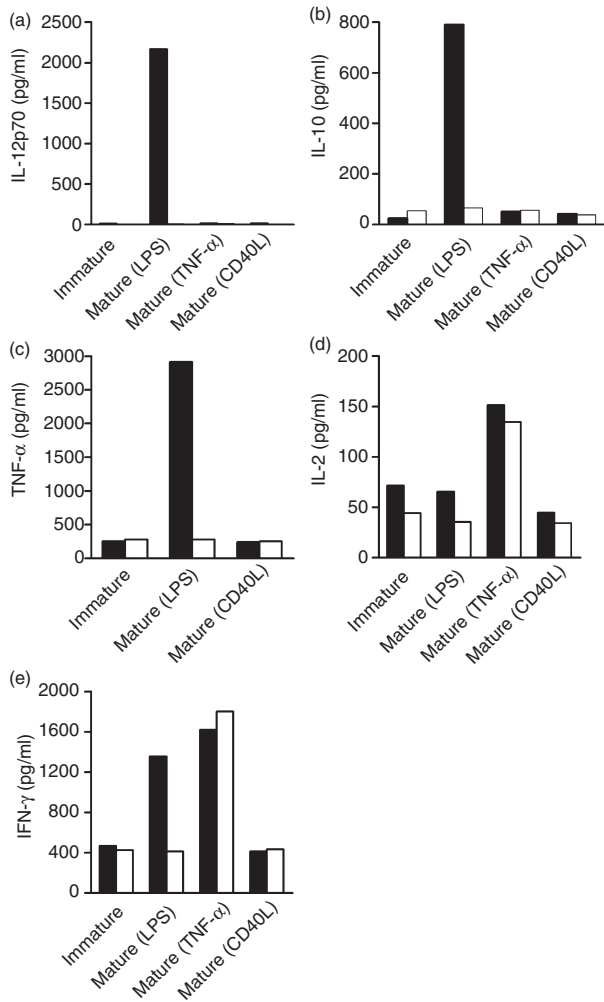 (a)
IL-12p70 (pg/ml)
2500
2000
1500
1000
500
0
Immature
Mature (LPS)
Mature (TNF-α)
Mature (CD40L)
(b)
IL-10 (pg/ml)
800
600
400
200
0
Immature
Mature (LPS)
Mature (TNF-α)
Mature (CD40L)
(c)
TNF-α (pg/ml)
3000
2500
2000
1500
1000
500
0
Immature
Mature (LPS)
Mature (CD40L)
(d)
IL-2 (pg/ml)
200
150
100
50
0
Immature
Mature (LPS)
Mature (TNF-α)
Mature (CD40L)
(e)
IFN-γ (pg/ml)
2000
1600
1200
800
400
0
Immature
Mature (LPS)
Mature (TNF-α)
Mature (CD40L)